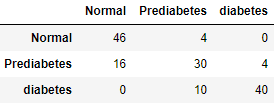 Normal Prediabetes diabetes
Normal 46 4 0
Prediabetes 16 30 4
diabetes 0 10 40